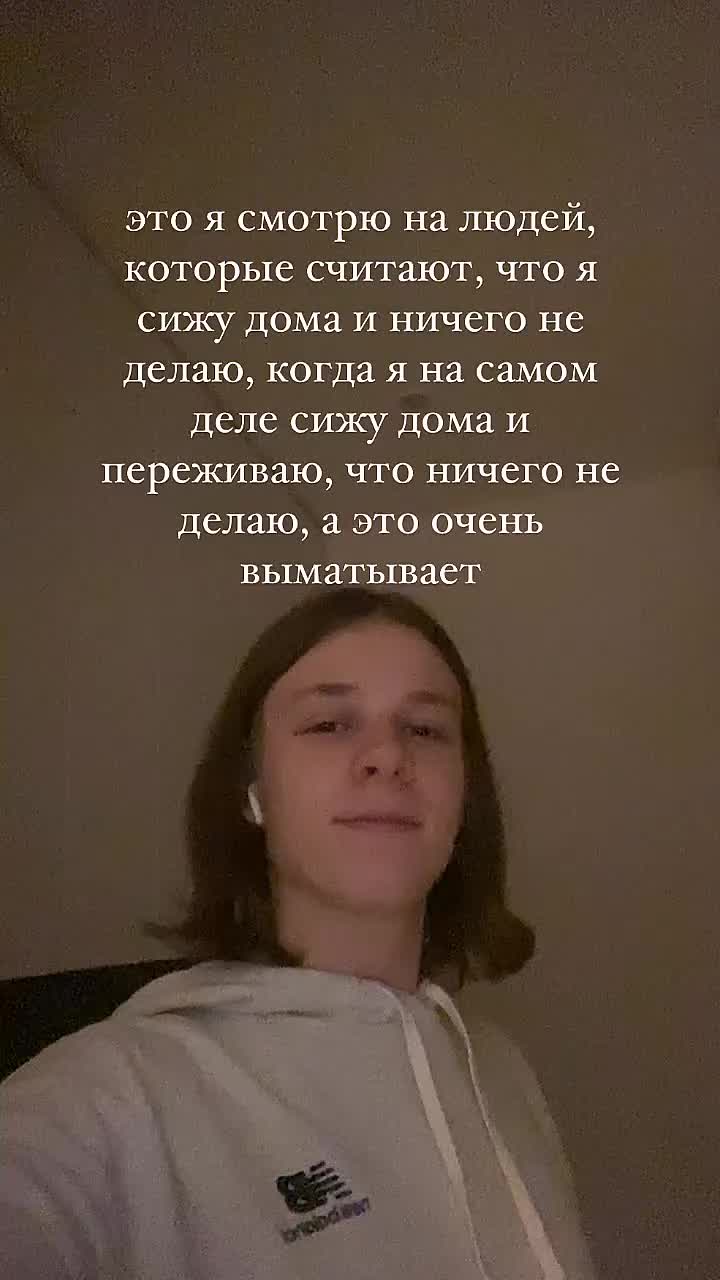 это я смотрю на людей,
которые считают, что я
сижу дома и ничего не
делаю, когда я на самом
деле сижу дома и
переживаю, что ничего не
делаю, а это очень
выматывает